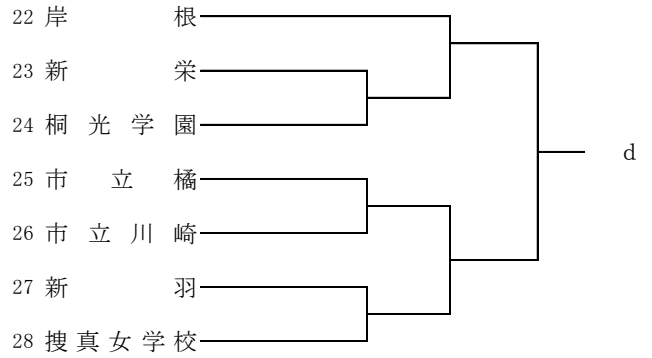 22 岸根
23 新栄
24 桐光学園
25 市立橘
d
26 市立川崎
27 新羽
28 捜真女学校